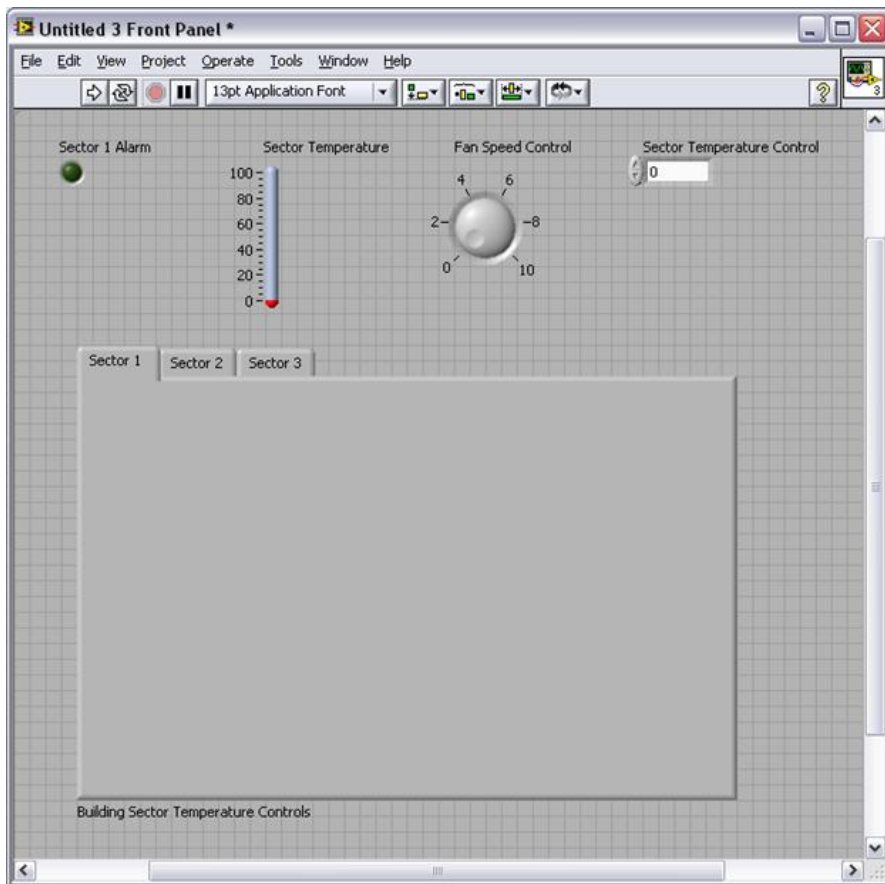 Untitled 3 Front Panel *
File Edit View Project Operate Tools Window Help
13pt Application Font
3
Sector 1 Alarm Sector Temperature Fan Speed Control Sector Temperature Control
100
80
60
40
20
0
0 2 4 6 8 10
0
Sector 1 Sector 2 Sector 3
Building Sector Temperature Controls